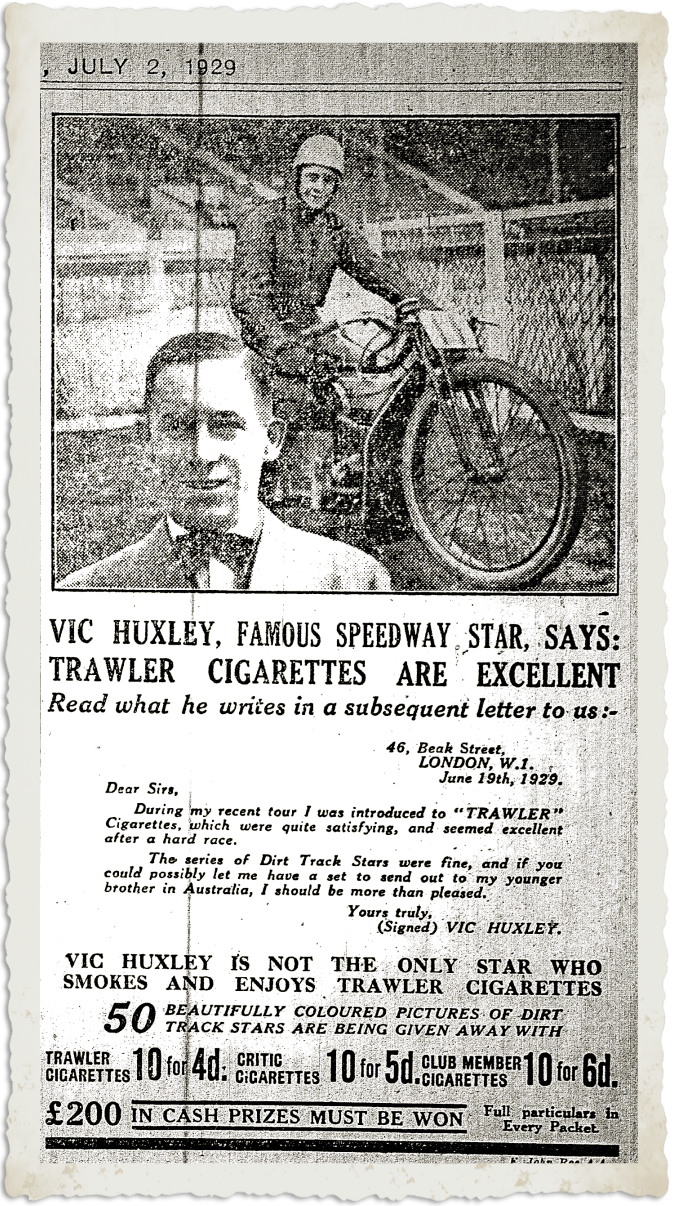 , JULY 2, 1929
VIC HUXLEY, FAMOUS SPEEDWAY STAR, SAYS:
TRAWLER CIGARETTES ARE EXCELLENT
Read what he writes in a subsequent letter to us:-
46, Beak Street,
LONDON, W.1.
June 19th, 1929.
Dear Sirs,
During my recent tour I was introduced to "TRAWLER"
Cigarettes, which were quite satisfying, and seemed excellent
after a hard race.
The series of Dirt Track Stars were fine, and if you
could possibly let me have a set to send out to my younger
brother in Australia, I should be more than pleased.
Yours truly,
(Signed) VIC HUXLEY.
VIC HUXLEY IS NOT THE ONLY STAR WHO
SMOKES AND ENJOYS TRAWLER CIGARETTES
50 BEAUTIFULLY COLOURED PICTURES OF DIRT
TRACK STARS ARE BEING GIVEN AWAY WITH
TRAWLER CIGARETTES 10 for 4d. CRITIC CIGARETTES 10 for 5d. CLUB MEMBER CIGARETTES 10 for 6d.
£200 IN CASH PRIZES MUST BE WON Full particulars in
Every Packet.